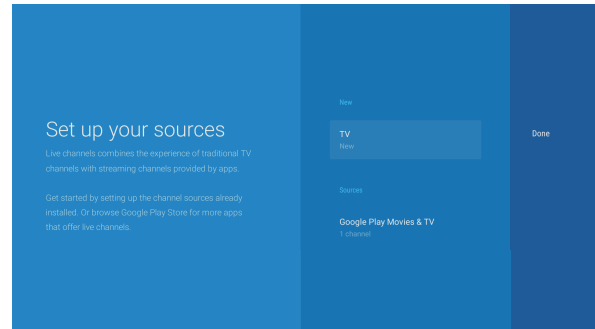 Set up your sources
Live channels combines the experience of traditional TV
channels with streaming channels provided by apps.
Get started by setting up the channel sources already
installed. Or browse Google Play Store for more apps
that offer live channels.
New
TV
New
Sources
Google Play Movies & TV
1 channel
Done